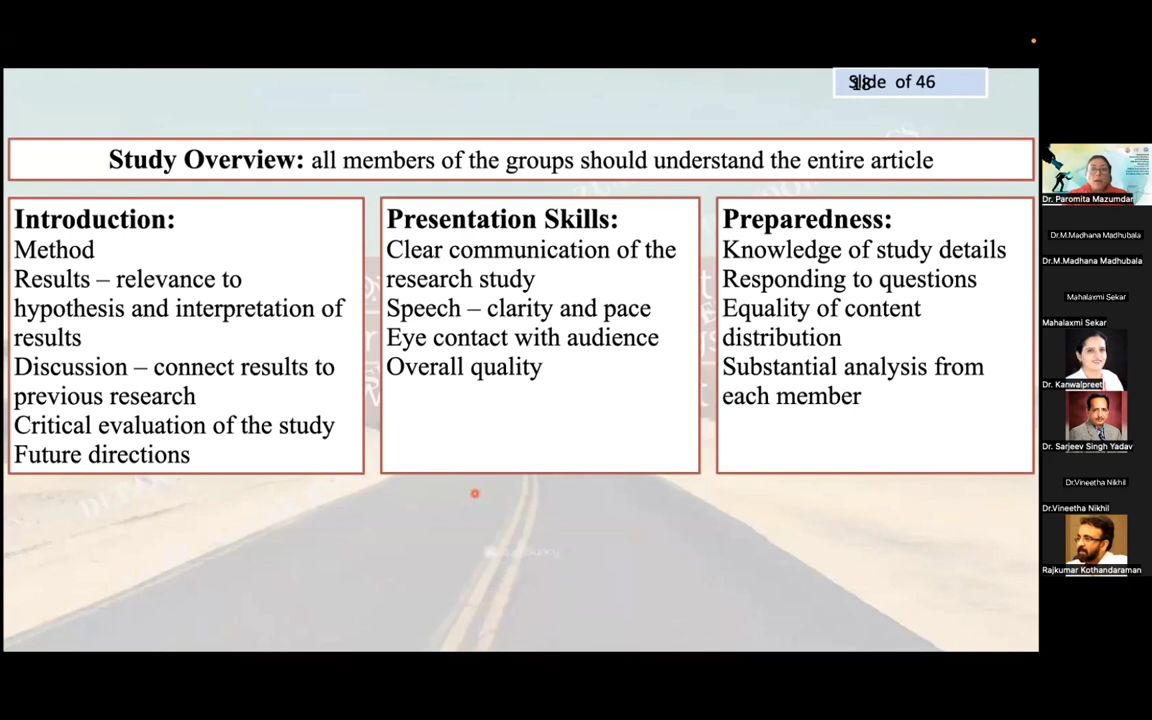 Slide 18 of 46
Study Overview: all members of the groups should understand the entire article
Introduction:
Method
Results – relevance to
hypothesis and interpretation of
results
Discussion – connect results to
previous research
Critical evaluation of the study
Future directions
Presentation Skills:
Clear communication of the
research study
Speech – clarity and pace
Eye contact with audience
Overall quality
Preparedness:
Knowledge of study details
Responding to questions
Equality of content
distribution
Substantial analysis from
each member
Dr. Paromita Mazumdar
Dr.M.Madhana Madhubala
Dr.M.Madhana Madhubala
Mahalaxmi Sekar
Mahalaxmi Sekar
Dr. Kanwalpreet
Dr. Sarjeev Singh Yadav
Dr.Vineetha Nikhil
Dr.Vineetha Nikhil
Rajkumar Kothandaraman